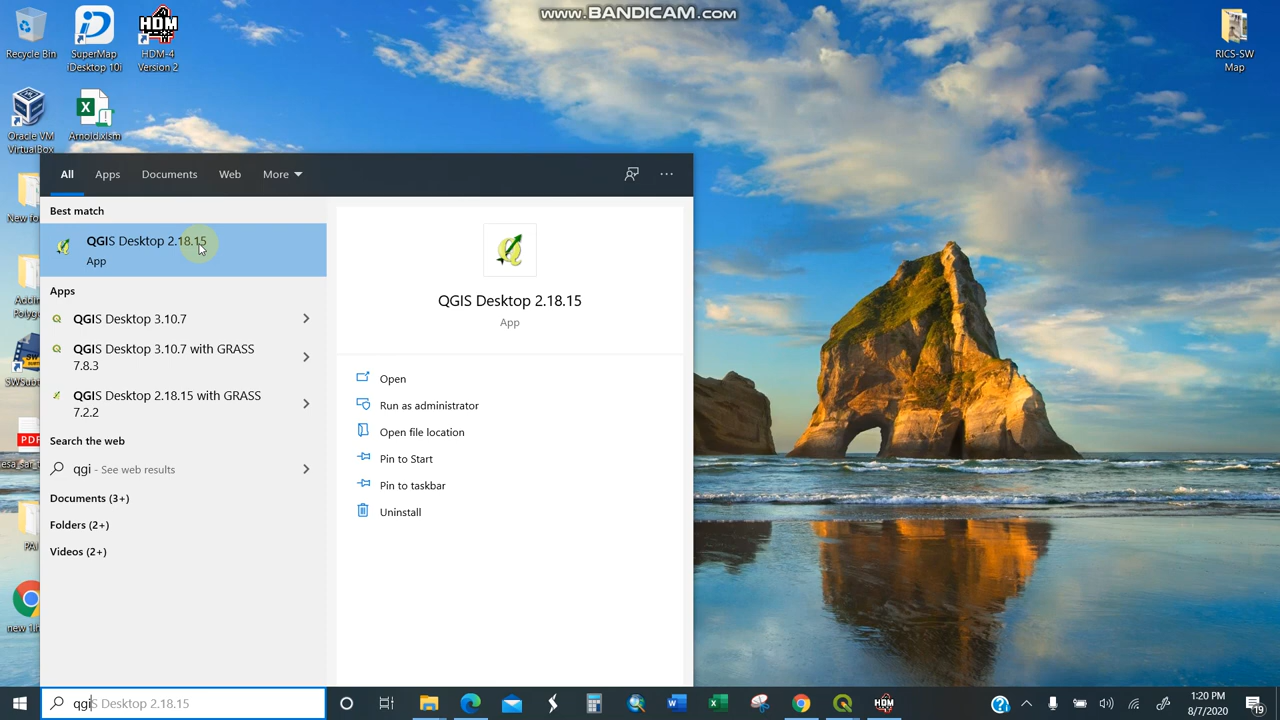 www.BANDICAM.com
Recycle Bin
SuperMap
iDesktop 10i
HDM-4
Version 2
RICS-SW
Map
Oracle VM
VirtualBox
Arnold.xlsm
All
Apps
Documents
Web
More
Best match
QGIS Desktop 2.18.15
App
Apps
QGIS Desktop 3.10.7
QGIS Desktop 3.10.7 with GRASS
7.8.3
QGIS Desktop 2.18.15 with GRASS
7.2.2
Search the web
qgi - See web results
Documents (3+)
Folders (2+)
Videos (2+)
QGIS Desktop 2.18.15
App
Open
Run as administrator
Open file location
Pin to Start
Pin to taskbar
Uninstall
PDF
qgiS Desktop 2.18.15
1:20 PM
8/7/2020
19